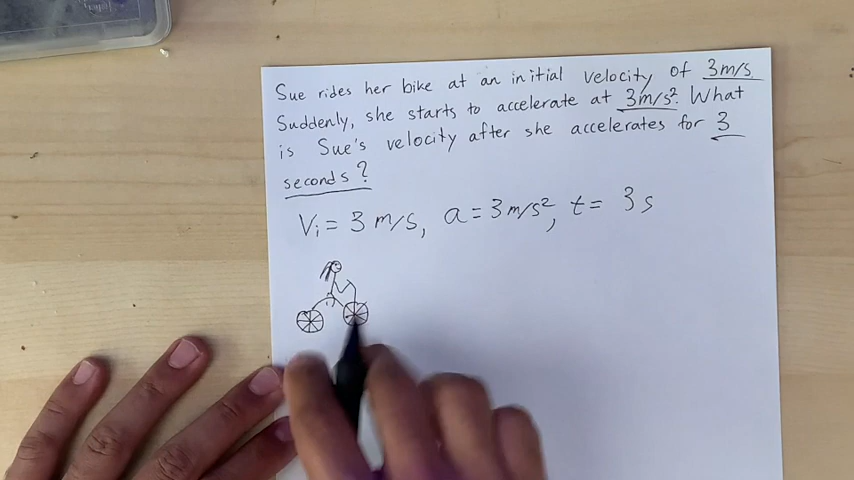 Sue rides her bike at an initial velocity of 3m/s
Suddenly, she starts to accelerate at 3m/s². What
is Sue's velocity after she accelerates for 3
seconds?
Vi = 3 m/s, a = 3 m/s², t = 3 s